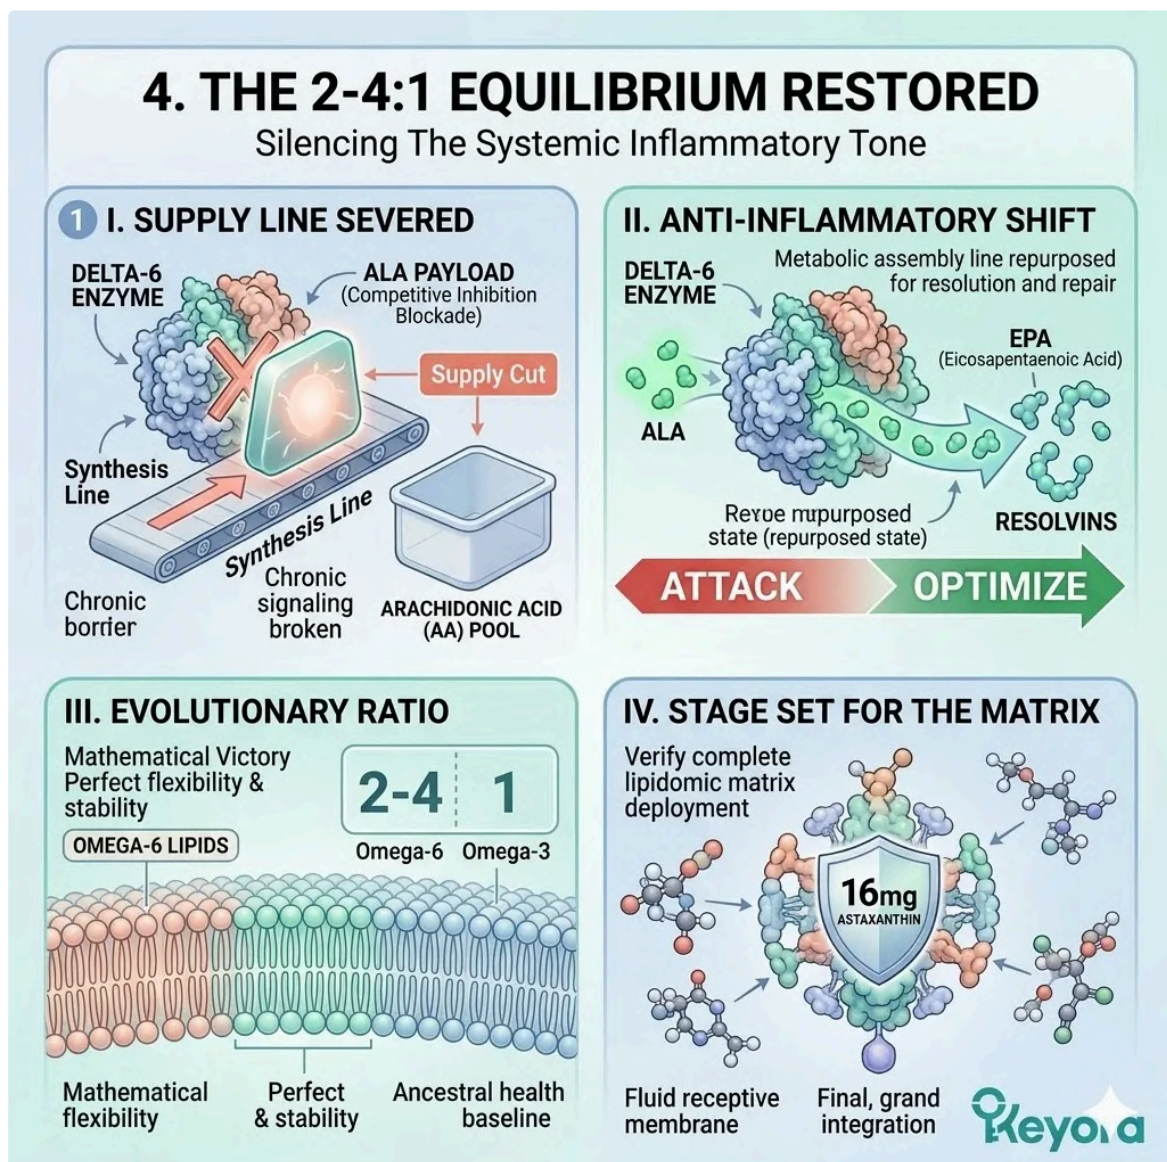 4. THE 2-4:1 EQUILIBRIUM RESTORED
Silencing The Systemic Inflammatory Tone
1 I. SUPPLY LINE SEVERED
DELTA-6
ENZYME
ALA PAYLOAD
(Competitive Inhibition
Blockade)
Supply Cut
Synthesis
Line
Synthesis Line
Chronic
Chronic
signaling
broken
ARACHIDONIC ACID
(AA) POOL
II. ANTI-INFLAMMATORY SHIFT
Metabolic assembly line repurposed
for resolution and repair
DELTA-6
ENZYME
EPA
(Eicosapentaenoic Acid)
ALA
state (repurposed state)
RESOLVINS
ATTACK
OPTIMIZE
III. EVOLUTIONARY RATIO
Mathematical Victory
Perfect flexibility &
stability
2-4 1
Omega-6 Omega-3
OMEGA-6 LIPIDS
Mathematical
flexibility
Perfect
& stability
Ancestral health
baseline
IV. STAGE SET FOR THE MATRIX
Verify complete
lipidomic matrix
deployment
16mg
ASTAXANTHIN
Fluid receptive
membrane
Final, grand
integration
Keyora